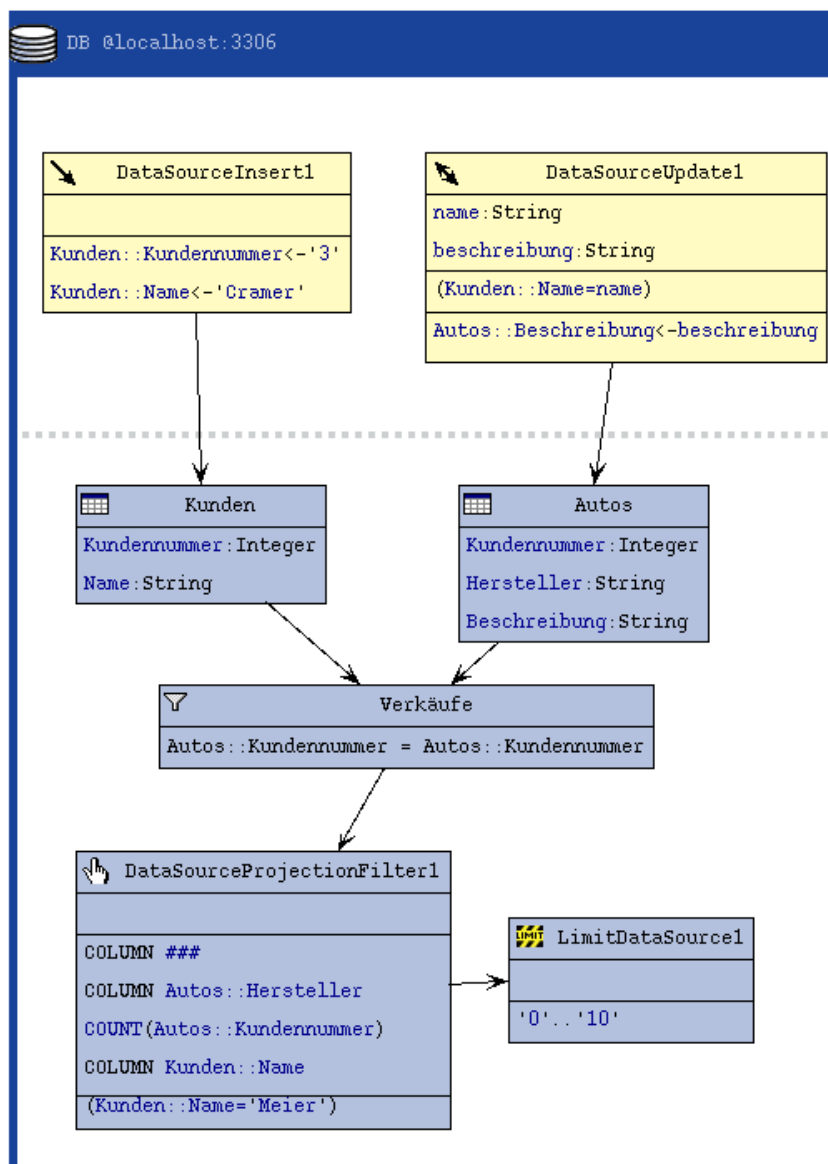 DB @localhost:3306
DataSourceInsert1
Kunden::Kundennummer<-'3'
Kunden::Name<-'Cramer'
DataSourceUpdate1
name:String
beschreibung:String
(Kunden::Name=name)
Autos::Beschreibung<-beschreibung
Kunden
Kundennummer:Integer
Name:String
Autos
Kundennummer:Integer
Hersteller:String
Beschreibung:String
Verkäufe
Autos::Kundennummer = Autos::Kundennummer
DataSourceProjectionFilter1
COLUMN ###
COLUMN Autos::Hersteller
COUNT(Autos::Kundennummer)
COLUMN Kunden::Name
(Kunden::Name='Meier')
LIMIT LimitDataSource1
'0'..'10'